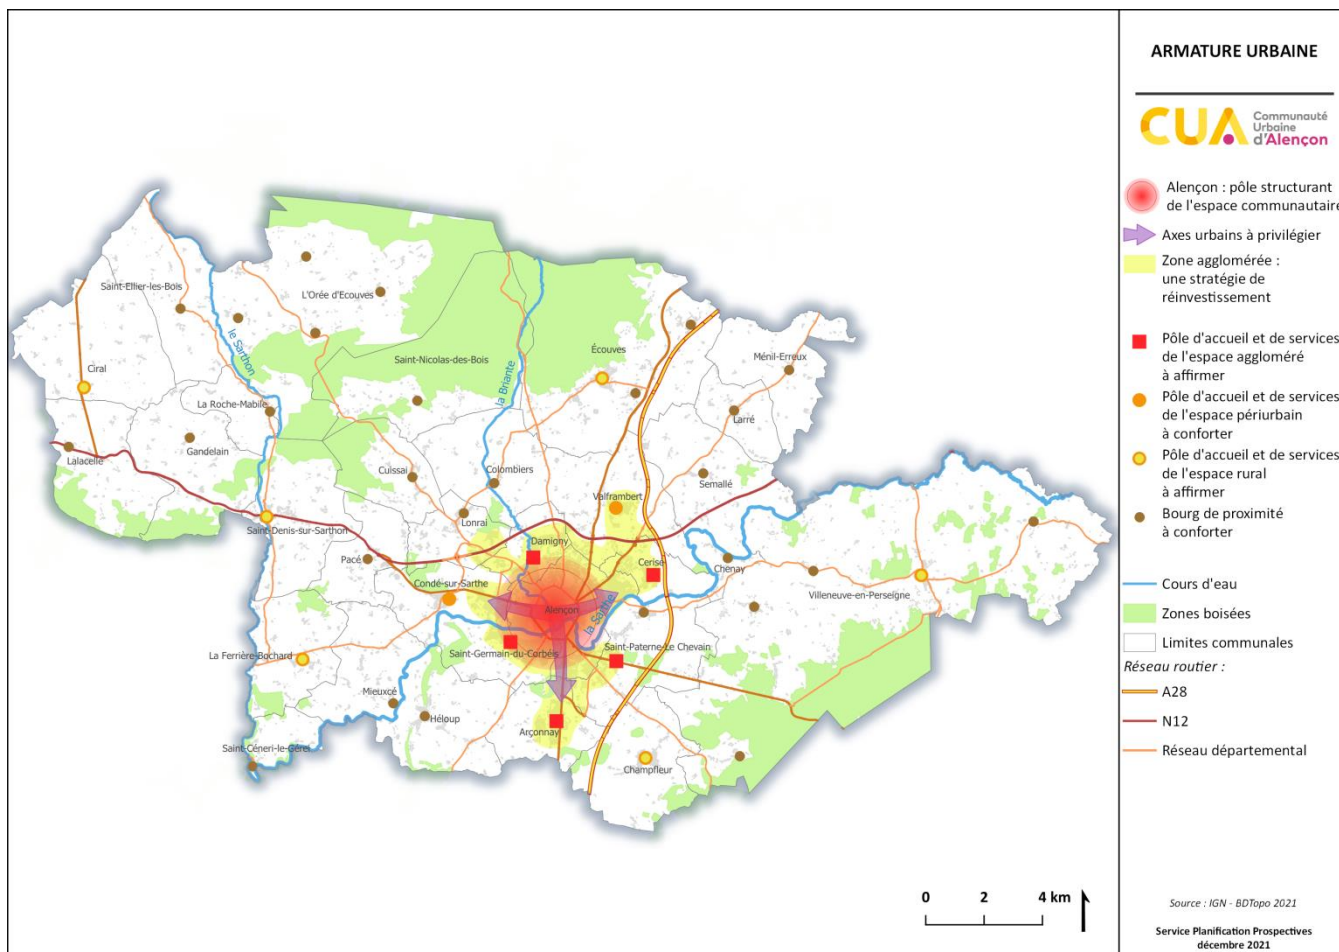 ARMATURE URBAINE
CUA
Communauté
Urbaine
d'Alençon
Alençon : pôle structurant
de l'espace communautaire
Axes urbains à privilégier
Zone agglomérée :
une stratégie de
réinvestissement
Pôle d'accueil et de services
de l'espace aggloméré
à affirmer
Pôle d'accueil et de services
de l'espace périurbain
à conforter
Pôle d'accueil et de services
de l'espace rural
à affirmer
Bourg de proximité
à conforter
Cours d'eau
Zones boisées
Limites communales
Réseau routier :
A28
N12
Réseau départemental
Source : IGN - BDTopo 2021
Service Planification Prospectives
décembre 2021
Saint-Ellier-les-Bois
L'Orée d'Ecouves
le Sarthon
Saint-Nicolas-des-Bois
la Briante
Écouves
Ménil-Erreux
Ciral
La Roche-Mabile
Larré
Gandelain
Lalacelle
Cuissai
Colombiers
Semallé
Valframbert
Lonrai
Saint-Denis-sur-Sarthon
Damigny
Pacé
Cerisé
Chenay
Condé-sur-Sarthe
Villeneuve-en-Perseigne
Alençon
la Sarthe
Saint-Germain-du-Corbéis
Saint-Paterne-Le Chevain
La Ferrière-Bochard
Mieuxcé
Héloup
Arçonnay
Saint-Céneri-le-Gérei
Champfleur
0 2 4 km